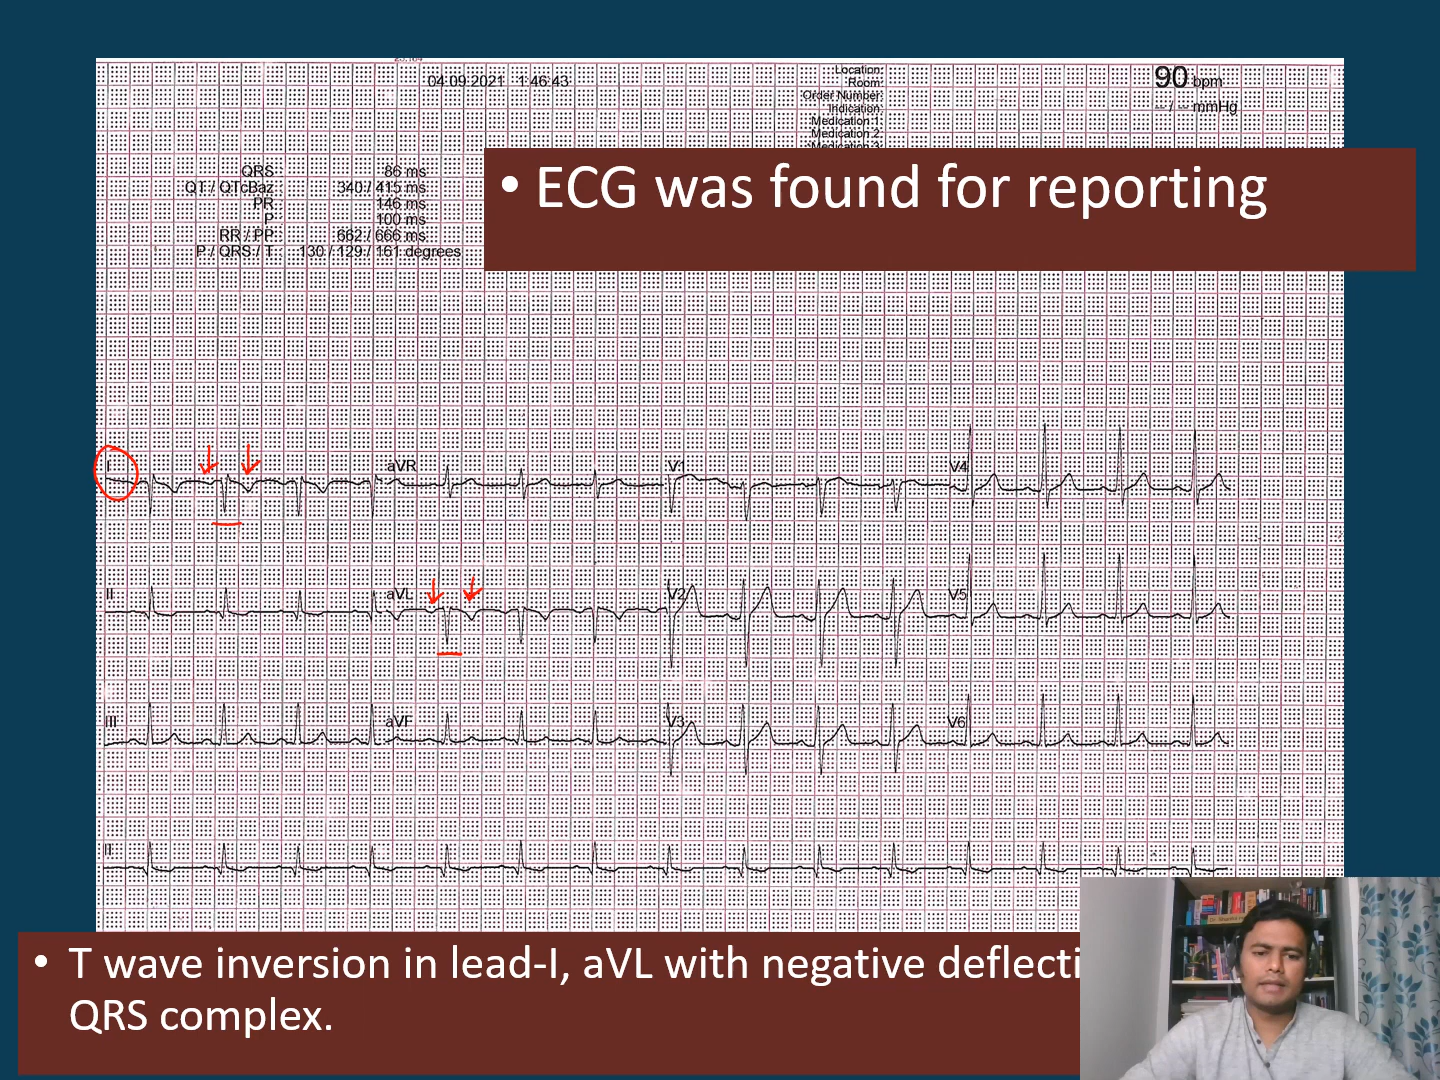 04.09.2021 1:46:43
Location:
Room:
Order Number:
Indication:
Medication 1:
Medication 2:
Medication 3:
90 bpm
-- / -- mmHg
QRS 86 ms
QT / QTcBaz 340 / 415 ms
PR 146 ms
P 100 ms
RR / PP 662 / 666 ms
P / QRS / T 130 / 129 / 161 degrees
• ECG was found for reporting
I aVR V1 V4
II aVL V2 V5
III aVF V3 V6
II
• T wave inversion in lead-I, aVL with negative deflecti
QRS complex.